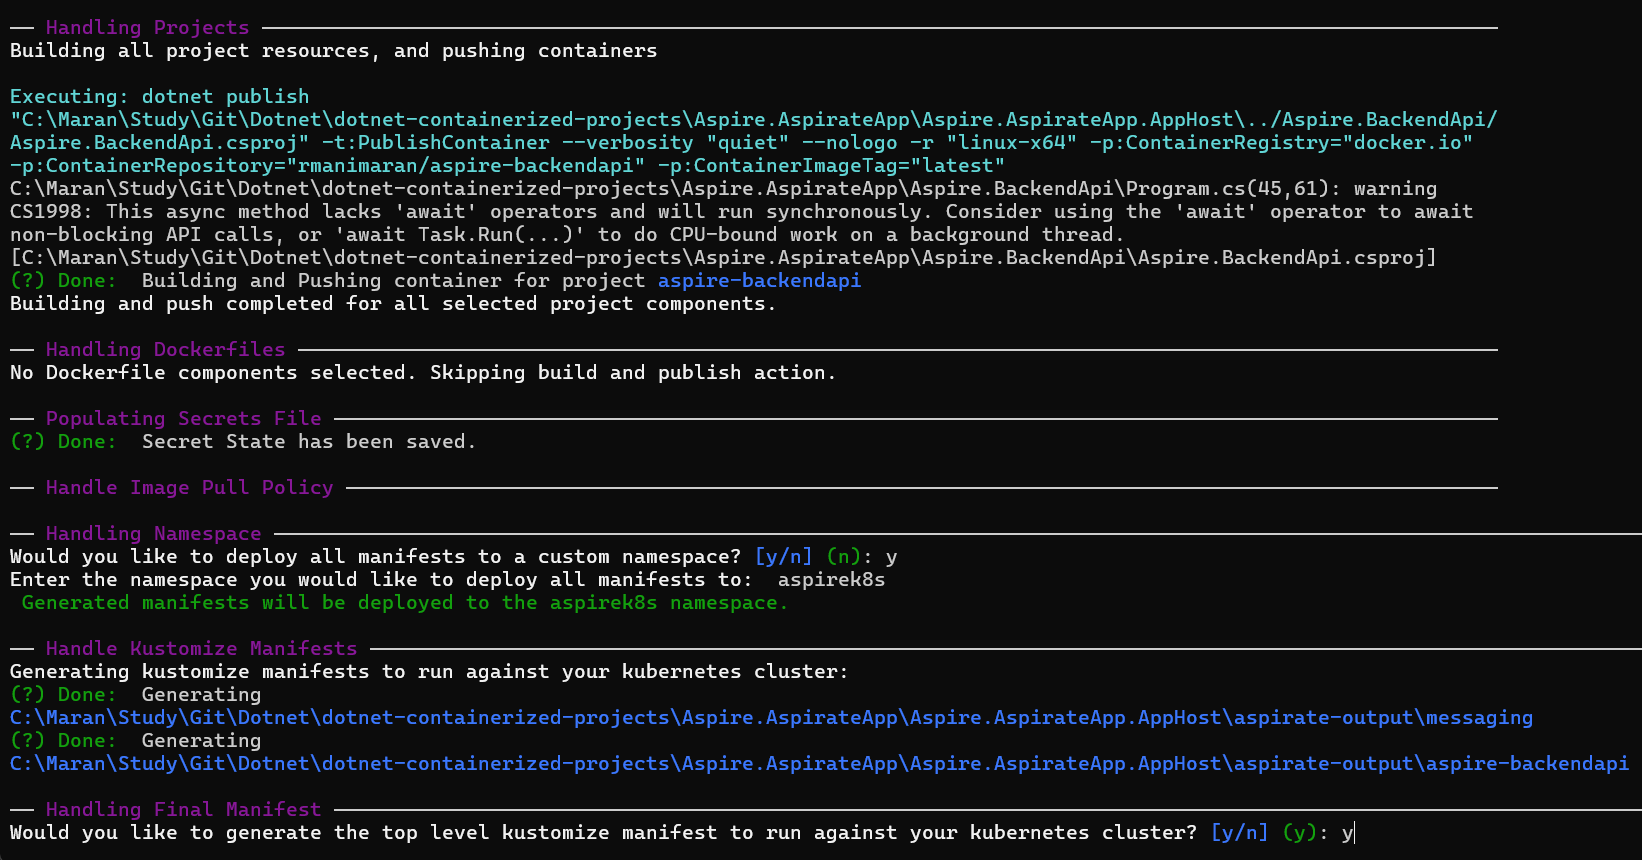 Handling Projects
Building all project resources, and pushing containers
Executing: dotnet publish
"C:\Maran\Study\Git\Dotnet\dotnet-containerized-projects\Aspire.AspirateApp\Aspire.AspirateApp.AppHost\../Aspire.BackendApi/
Aspire.BackendApi.csproj" -t:PublishContainer --verbosity "quiet" --nologo -r "linux-x64" -p:ContainerRegistry="docker.io"
-p:ContainerRepository="rmanimaran/aspire-backendapi" -p:ContainerImageTag="latest"
C:\Maran\Study\Git\Dotnet\dotnet-containerized-projects\Aspire.AspirateApp\Aspire.BackendApi\Program.cs(45,61): warning
CS1998: This async method lacks 'await' operators and will run synchronously. Consider using the 'await' operator to await
non-blocking API calls, or 'await Task.Run(...)' to do CPU-bound work on a background thread.
[C:\Maran\Study\Git\Dotnet\dotnet-containerized-projects\Aspire.AspirateApp\Aspire.BackendApi\Aspire.BackendApi.csproj]
(?) Done:  Building and Pushing container for project aspire-backendapi
Building and push completed for all selected project components.
Handling Dockerfiles
No Dockerfile components selected. Skipping build and publish action.
Populating Secrets File
(?) Done:  Secret State has been saved.
Handle Image Pull Policy
Handling Namespace
Would you like to deploy all manifests to a custom namespace? [y/n] (n): y
Enter the namespace you would like to deploy all manifests to:  aspirek8s
Generated manifests will be deployed to the aspirek8s namespace.
Handle Kustomize Manifests
Generating kustomize manifests to run against your kubernetes cluster:
(?) Done:  Generating
C:\Maran\Study\Git\Dotnet\dotnet-containerized-projects\Aspire.AspirateApp\Aspire.AspirateApp.AppHost\aspirate-output\messaging
(?) Done:  Generating
C:\Maran\Study\Git\Dotnet\dotnet-containerized-projects\Aspire.AspirateApp\Aspire.AspirateApp.AppHost\aspirate-output\aspire-backendapi
Handling Final Manifest
Would you like to generate the top level kustomize manifest to run against your kubernetes cluster? [y/n] (y): y